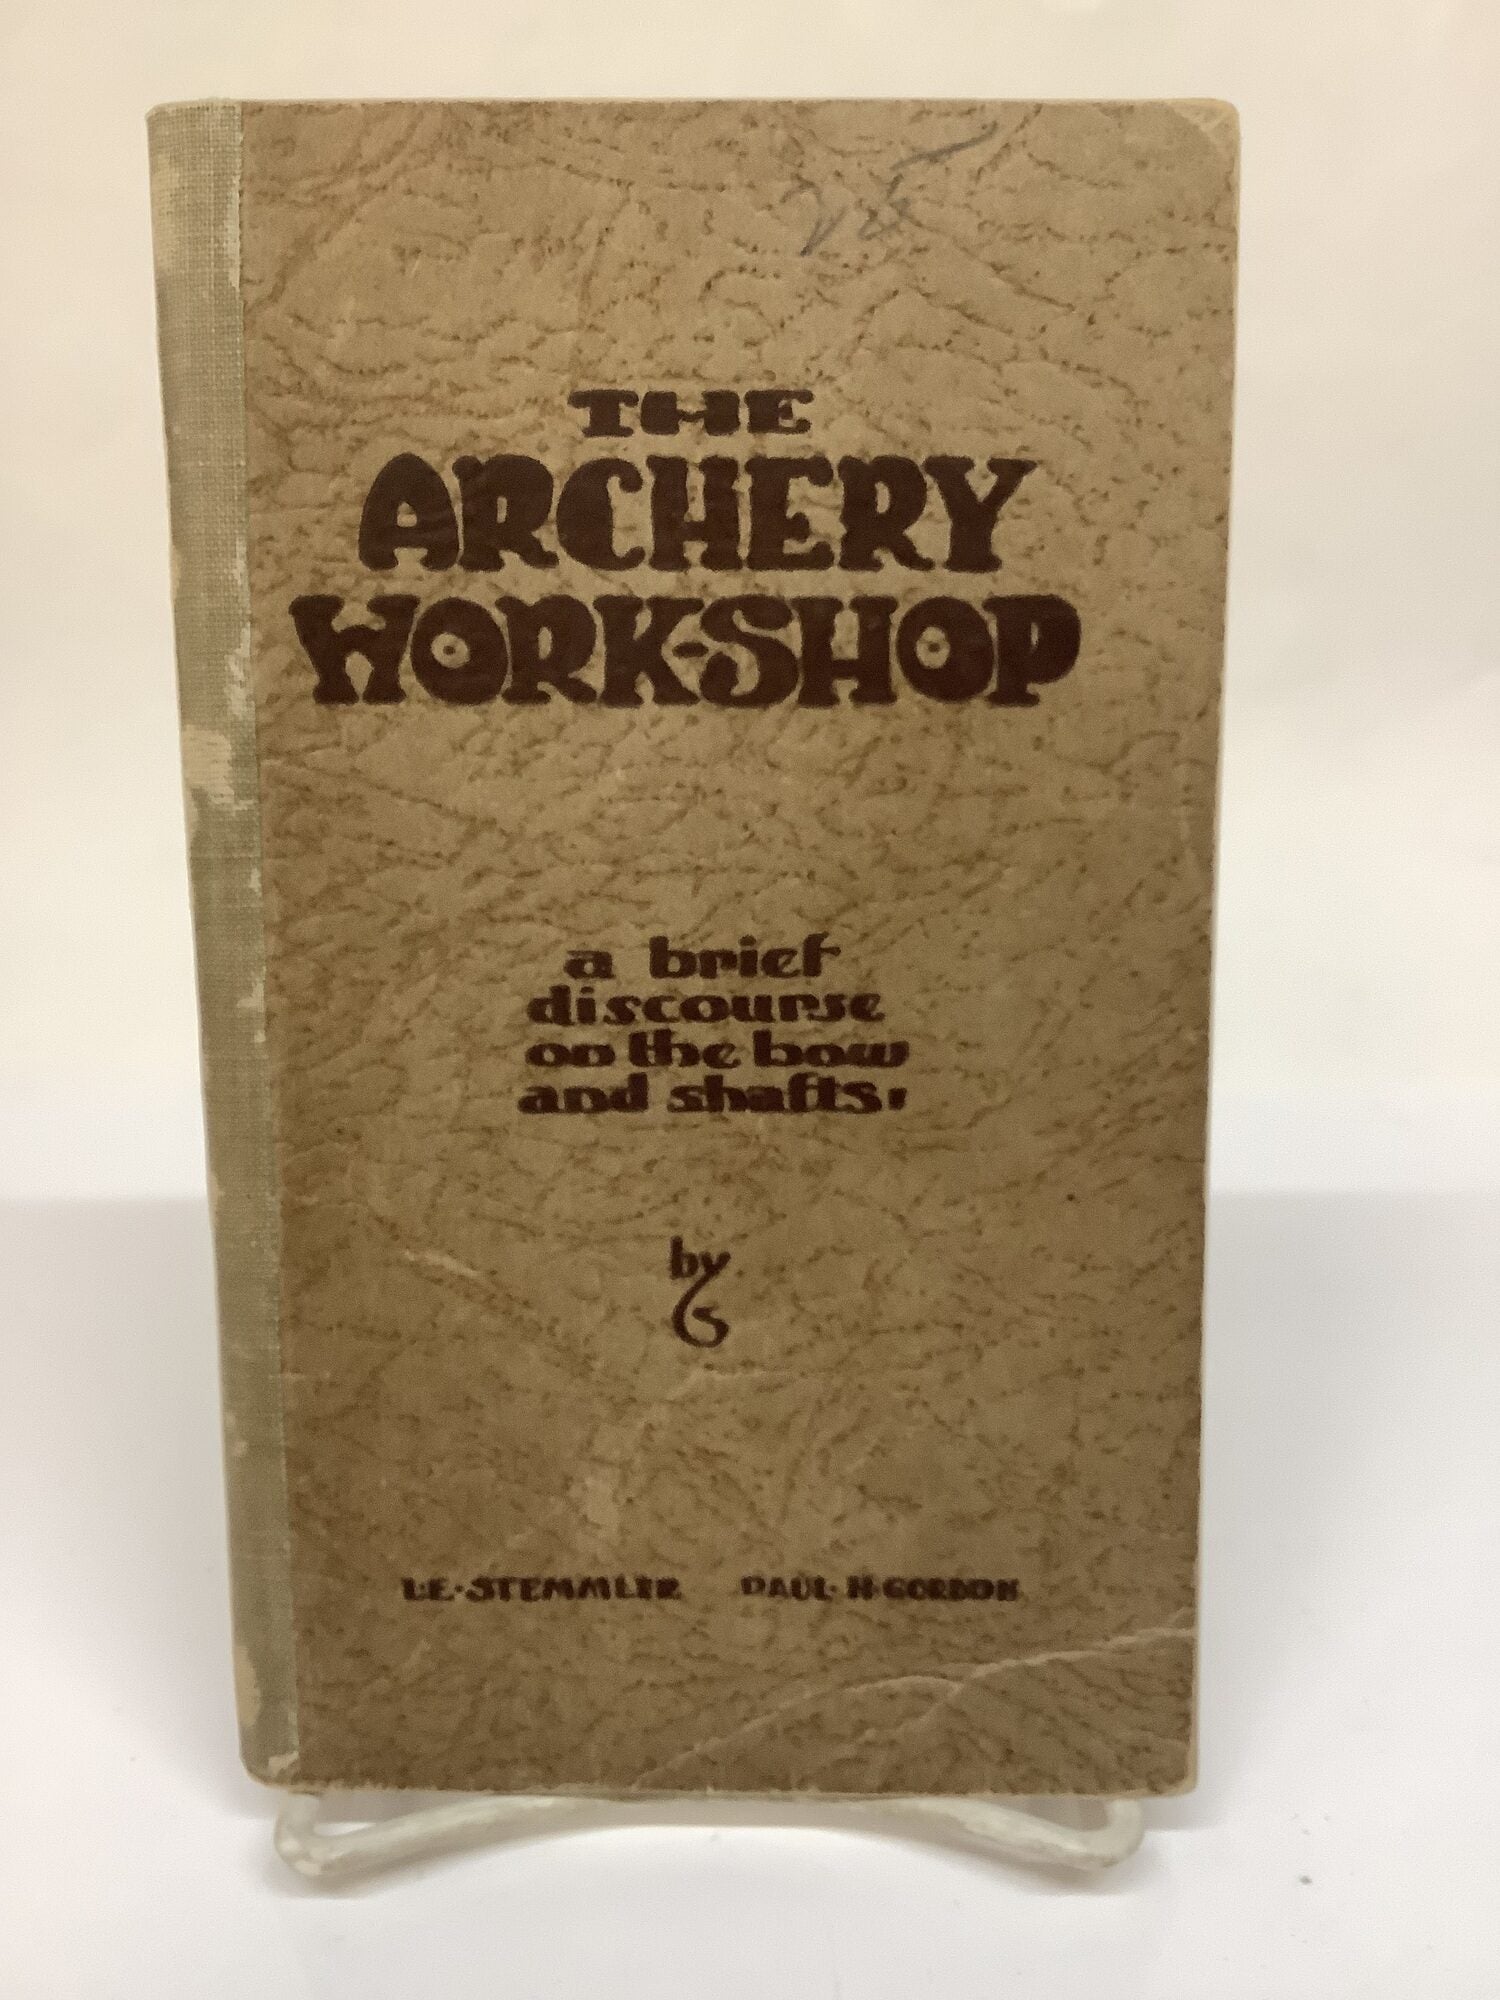 THE
ARCHERY
WORK-SHOP
a brief
discourse
on the bow
and shafts,
by
L·E·STEMMLER PAUL·H·GORDON